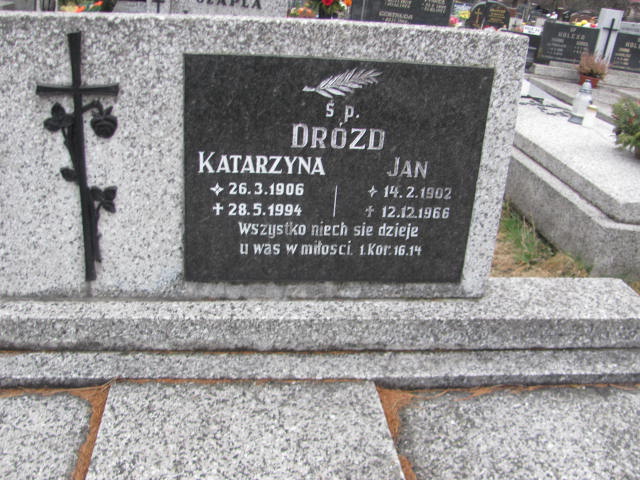 Ś. P.
DRÓZD
KATARZYNA JAN
26.3.1906 14.2.1902
28.5.1994 12.12.1966
Wszystko niech sie dzieje
u was w miłości. 1.Kor.16.14